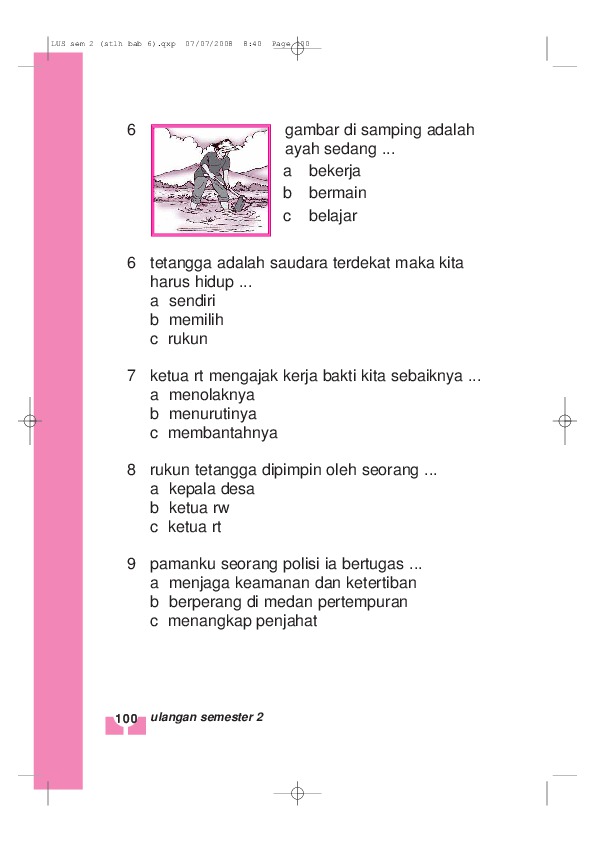 LUS sem 2 (stlh bab 6).qxp 07/07/2008 8:40 Page 100
6 gambar di samping adalah
ayah sedang ...
a bekerja
b bermain
c belajar
6 tetangga adalah saudara terdekat maka kita
harus hidup ...
a sendiri
b memilih
c rukun
7 ketua rt mengajak kerja bakti kita sebaiknya ...
a menolaknya
b menurutinya
c membantahnya
8 rukun tetangga dipimpin oleh seorang ...
a kepala desa
b ketua rw
c ketua rt
9 pamanku seorang polisi ia bertugas ...
a menjaga keamanan dan ketertiban
b berperang di medan pertempuran
c menangkap penjahat
100 ulangan semester 2